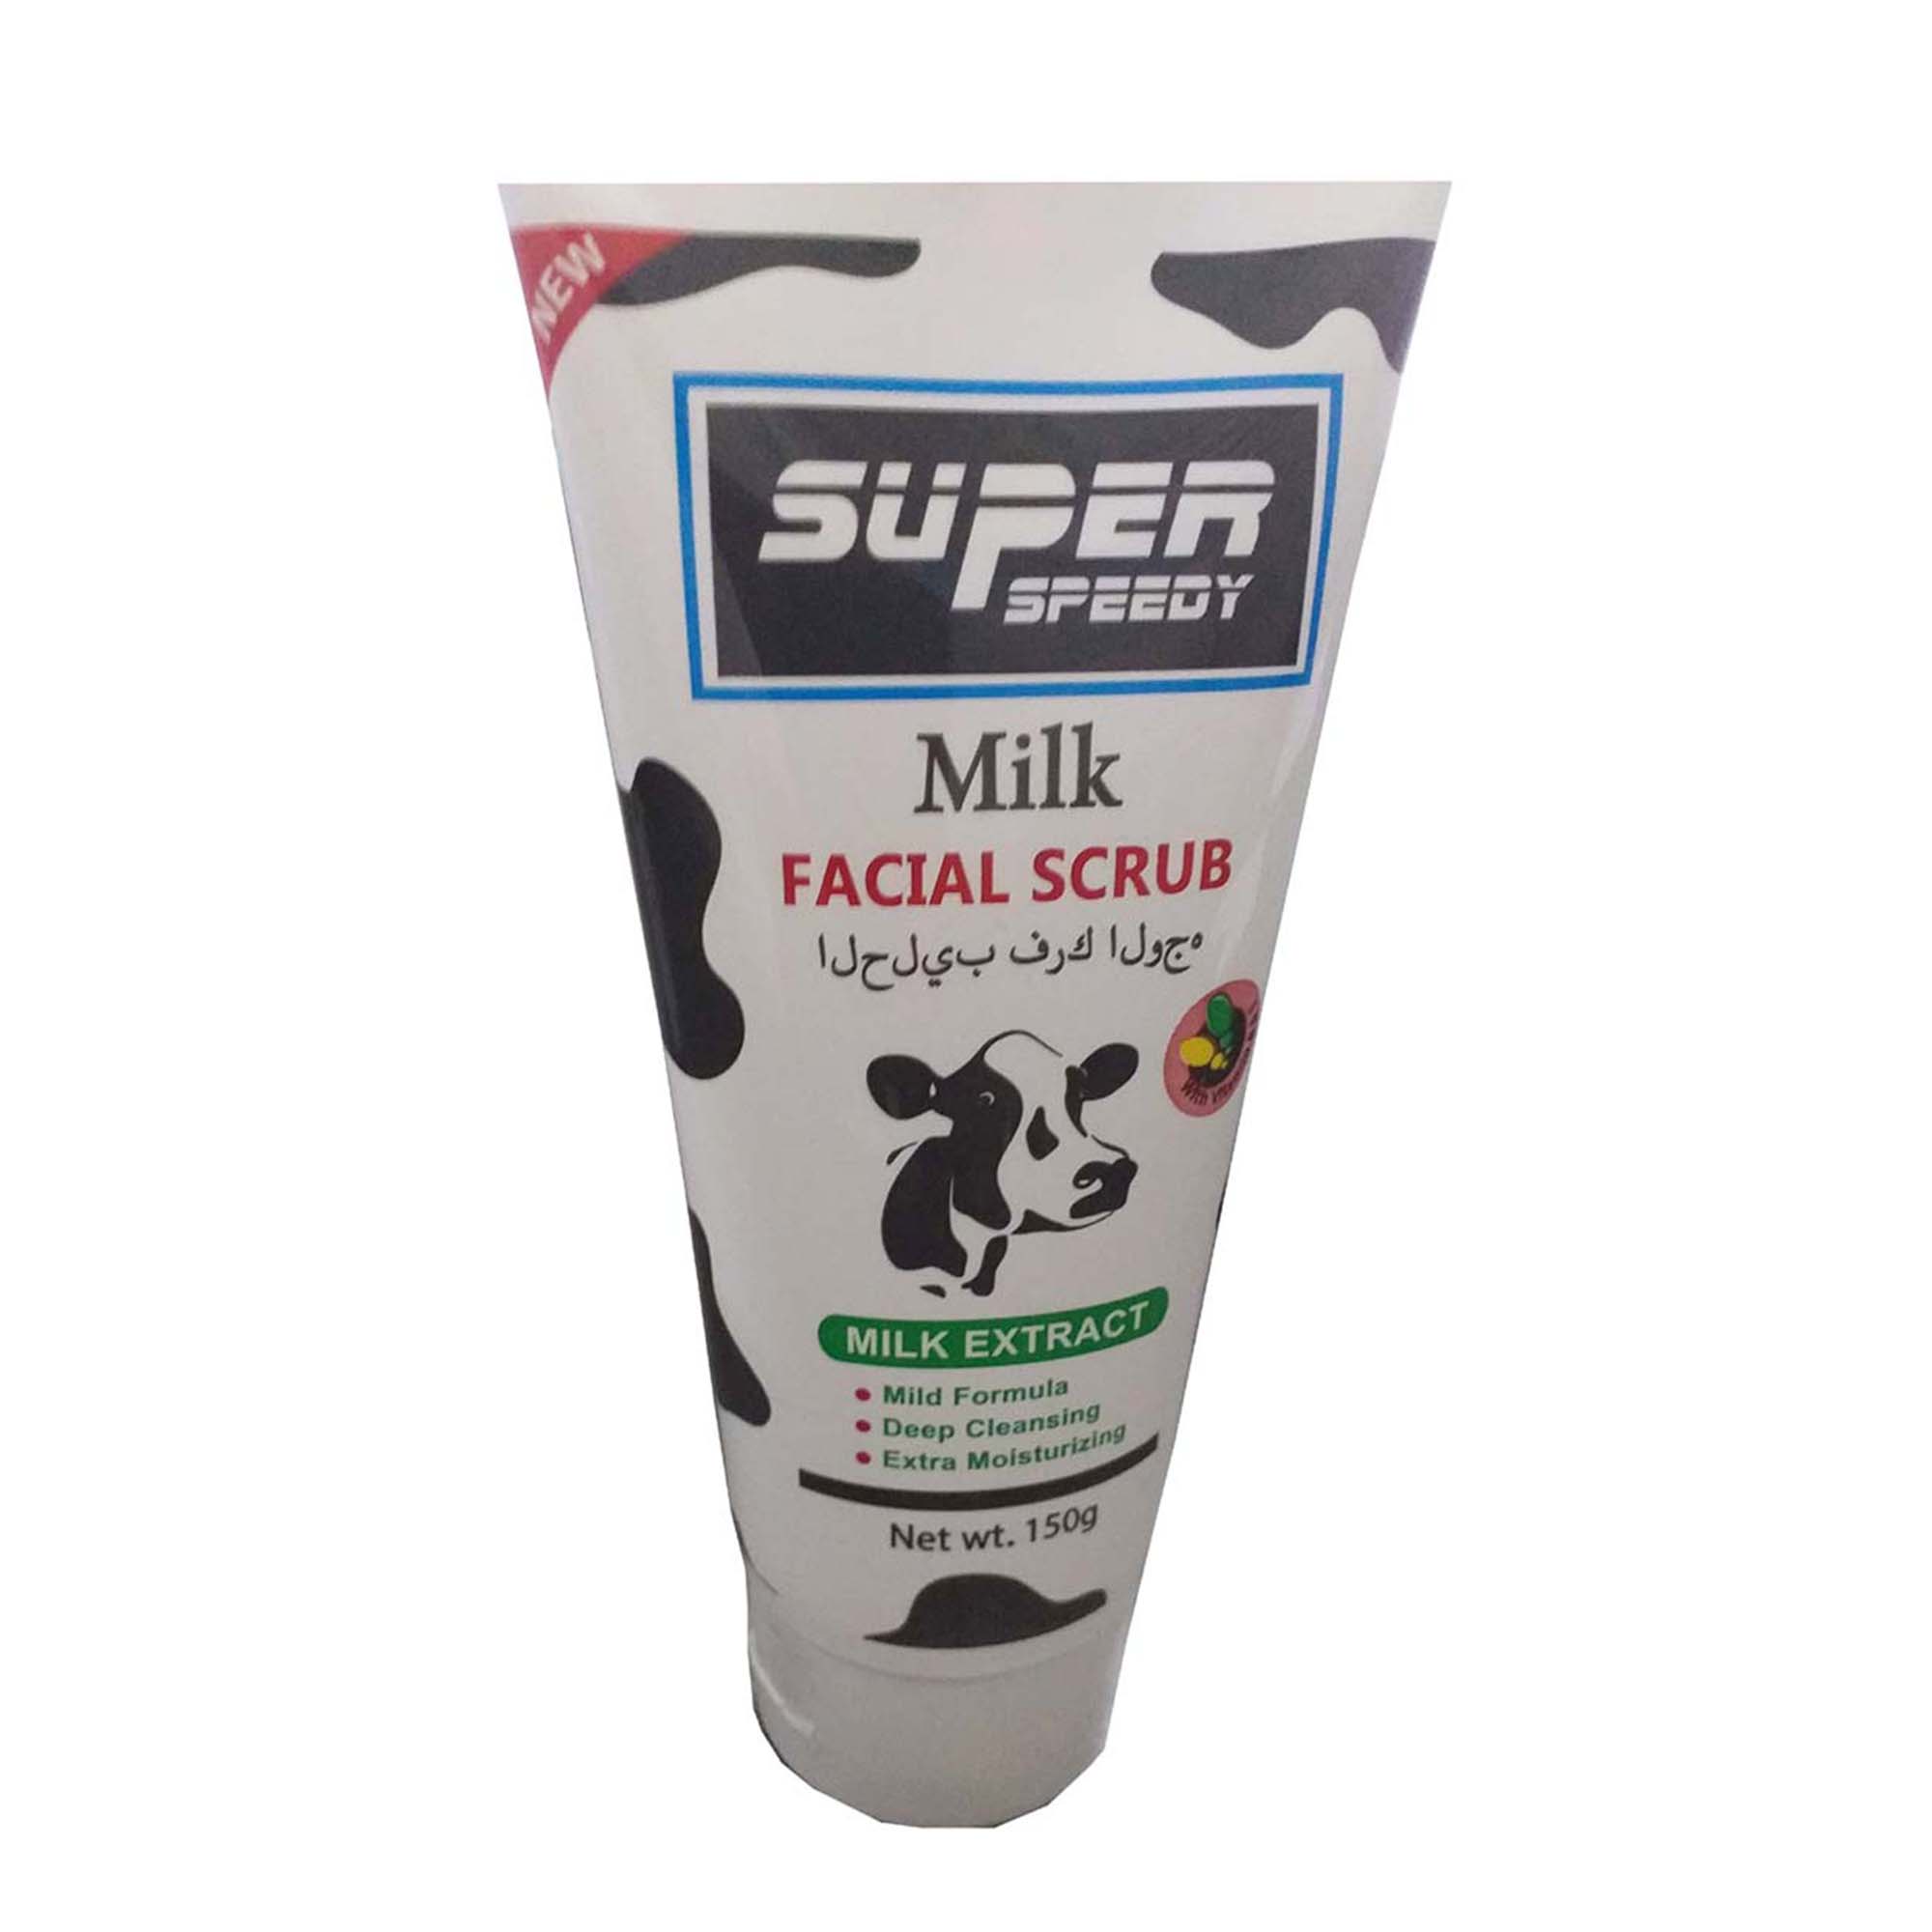 NEW
SUPER
SPEEDY
Milk
FACIAL SCRUB
الحليب فرك الوجه
With
MILK EXTRACT
• Mild Formula
• Deep Cleansing
• Extra Moisturizing
Net wt. 150g